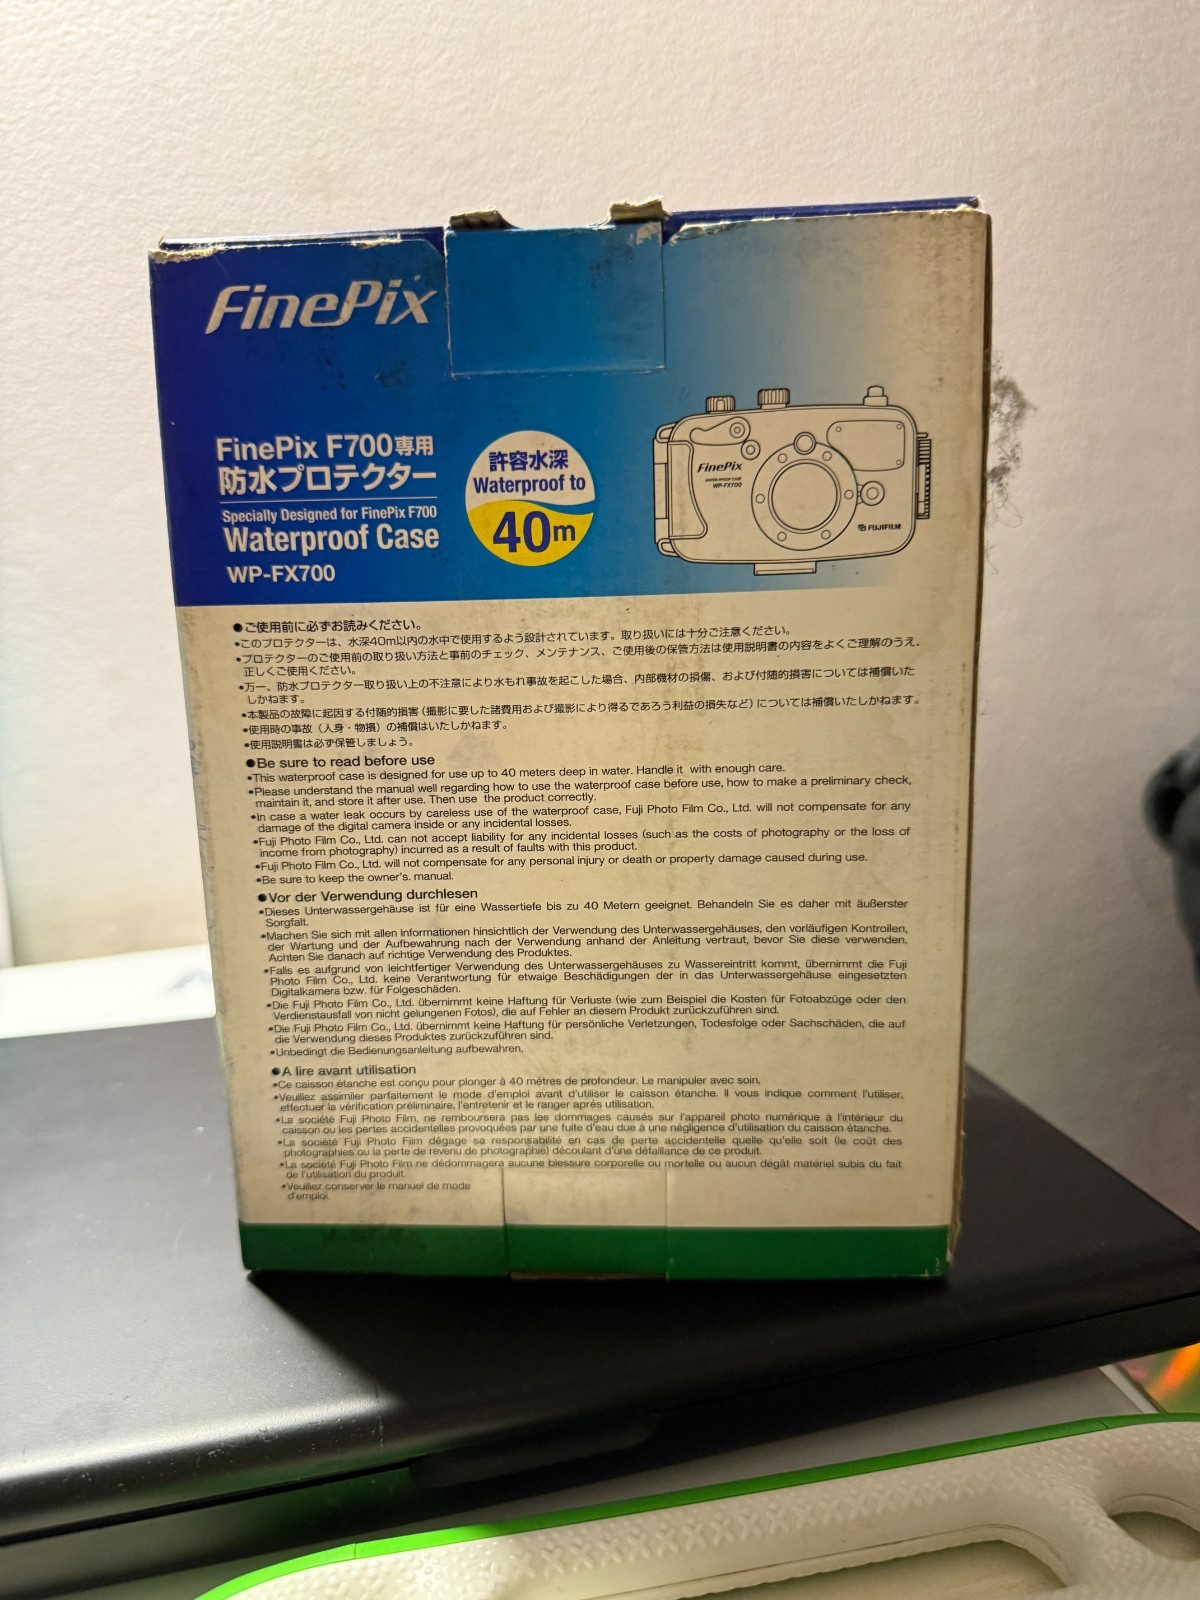 FinePix
FinePix F700専用
防水プロテクター
Specially Designed for FinePix F700
Waterproof Case
WP-FX700
許容水深
Waterproof to
40m
FinePix
WATER PROOF CASE
WP-FX700
FUJIFILM
●ご使用前に必ずお読みください。
•このプロテクターは、水深40m以内の水中で使用するよう設計されています。取り扱いには十分ご注意ください。
•プロテクターのご使用前の取り扱い方法と事前のチェック、メンテナンス、ご使用後の保管方法は使用説明書の内容をよくご理解のうえ、
正しくご使用ください。
•万一、防水プロテクター取り扱い上の不注意により水もれ事故を起こした場合、内部機材の損傷、および付随的損害については補償いた
しかねます。
•本製品の故障に起因する付随的損害（撮影に要した諸費用および撮影により得るであろう利益の損失など）については補償いたしかねます。
•使用時の事故（人身・物損）の補償はいたしかねます。
•使用説明書は必ず保管しましょう。
●Be sure to read before use
•This waterproof case is designed for use up to 40 meters deep in water. Handle it with enough care.
•Please understand the manual well regarding how to use the waterproof case before use, how to make a preliminary check,
maintain it, and store it after use. Then use the product correctly.
•In case a water leak occurs by careless use of the waterproof case, Fuji Photo Film Co., Ltd. will not compensate for any
damage of the digital camera inside or any incidental losses.
•Fuji Photo Film Co., Ltd. can not accept liability for any incidental losses (such as the costs of photography or the loss of
income from photography) incurred as a result of faults with this product.
•Fuji Photo Film Co., Ltd. will not compensate for any personal injury or death or property damage caused during use.
•Be sure to keep the owner's. manual.
●Vor der Verwendung durchlesen
•Dieses Unterwassergehäuse ist für eine Wassertiefe bis zu 40 Metern geeignet. Behandeln Sie es daher mit äußerster
Sorgfalt.
•Machen Sie sich mit allen Informationen hinsichtlich der Verwendung des Unterwassergehäuses, den vorläufigen Kontrollen,
der Wartung und der Aufbewahrung nach der Verwendung anhand der Anleitung vertraut, bevor Sie diese verwenden.
Achten Sie danach auf richtige Verwendung des Produktes.
•Falls es aufgrund von leichtfertiger Verwendung des Unterwassergehäuses zu Wassereintritt kommt, übernimmt die Fuji
Photo Film Co., Ltd. keine Verantwortung für etwaige Beschädigungen der in das Unterwassergehäuse eingesetzten
Digitalkamera bzw. für Folgeschäden.
•Die Fuji Photo Film Co., Ltd. übernimmt keine Haftung für Verluste (wie zum Beispiel die Kosten für Fotoabzüge oder den
Verdienstausfall von nicht gelungenen Fotos), die auf Fehler an diesem Produkt zurückzuführen sind.
•Die Fuji Photo Film Co., Ltd. übernimmt keine Haftung für persönliche Verletzungen, Todesfolge oder Sachschäden, die auf
die Verwendung dieses Produktes zurückzuführen sind.
•Unbedingt die Bedienungsanleitung aufbewahren.
●A lire avant utilisation
•Ce caisson étanche est conçu pour plonger à 40 mètres de profondeur. Le manipuler avec soin.
•Veuillez assimiler parfaitement le mode d'emploi avant d'utiliser le caisson étanche. Il vous indique comment l'utiliser,
effectuer la vérification préliminaire, l'entretenir et le ranger après utilisation.
•La société Fuji Photo Film, ne remboursera pas les dommages causés sur l'appareil photo numérique à l'intérieur du
caisson ou les pertes accidentelles provoquées par une fuite d'eau due à une négligence d'utilisation du caisson étanche.
•La société Fuji Photo Film dégage sa responsabilité en cas de perte accidentelle quelle qu'elle soit (le coût des
photographies ou la perte de revenu de photographie) découlant d'une défaillance de ce produit.
•La société Fuji Photo Film ne dédommagera aucune blessure corporelle ou mortelle ou aucun dégât matériel subis du fait
de l'utilisation du produit.
•Veuillez conserver le manuel de mode
d'emploi.